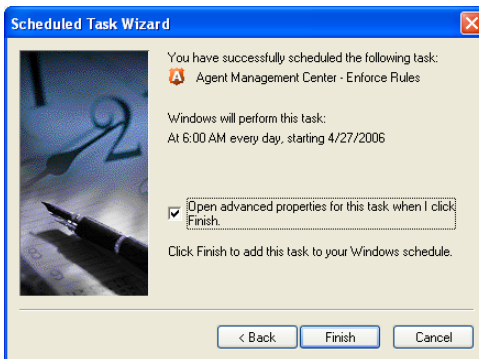 Scheduled Task Wizard
You have successfully scheduled the following task:
Agent Management Center - Enforce Rules
Windows will perform this task:
At 6:00 AM every day, starting 4/27/2006
Open advanced properties for this task when I click
Finish.
Click Finish to add this task to your Windows schedule.
< Back
Finish
Cancel